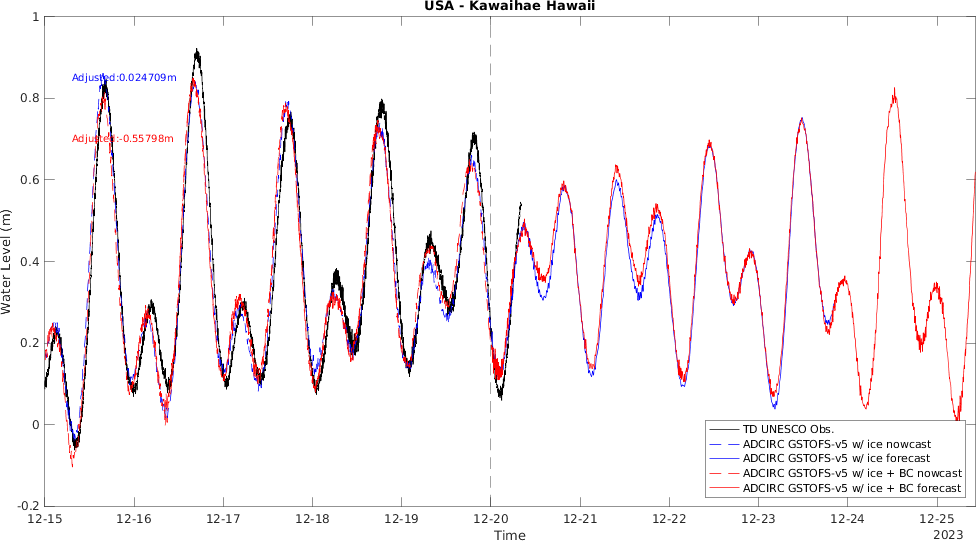 USA - Kawaihae Hawaii
1
0.8
0.6
0.4
0.2
0
-0.2
Water Level (m)
Adjusted:0.024709m
Adjusted:-0.55798m
TD UNESCO Obs.
ADCIRC GSTOFS-v5 w/ ice nowcast
ADCIRC GSTOFS-v5 w/ ice forecast
ADCIRC GSTOFS-v5 w/ ice + BC nowcast
ADCIRC GSTOFS-v5 w/ ice + BC forecast
12-15 12-16 12-17 12-18 12-19 12-20 12-21 12-22 12-23 12-24 12-25
Time
2023